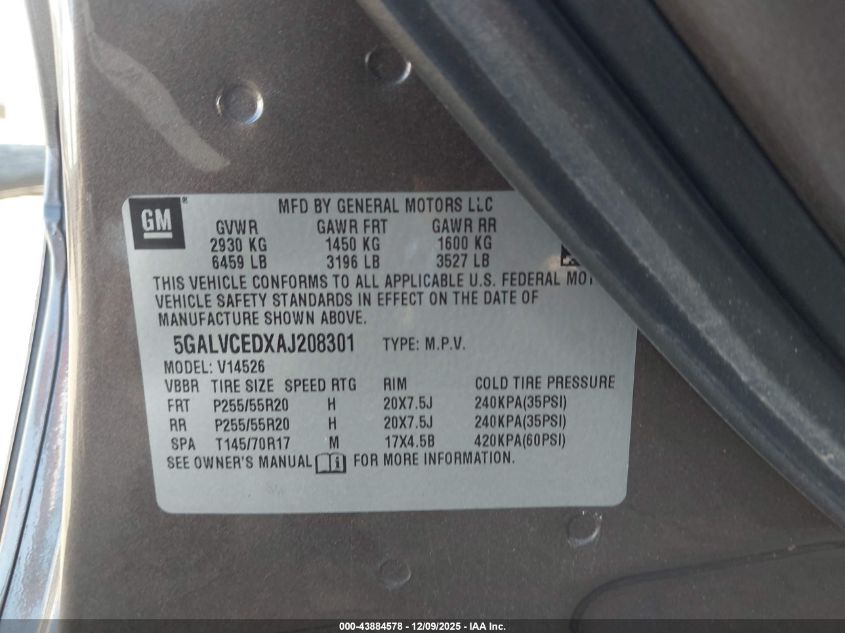 GM
MFD BY GENERAL MOTORS LLC
GVWR GAWR FRT GAWR RR
2930 KG 1450 KG 1600 KG
6459 LB 3196 LB 3527 LB
THIS VEHICLE CONFORMS TO ALL APPLICABLE U.S. FEDERAL
VEHICLE SAFETY STANDARDS IN EFFECT ON THE DATE OF
MANUFACTURE SHOWN ABOVE.
5GALVCEDXAJ208301 TYPE: M.P.V.
MODEL: V14526
VBBR TIRE SIZE SPEED RTG RIM COLD TIRE PRESSURE
FRT P255/55R20 H 20X7.5J 240KPA(35PSI)
RR P255/55R20 H 20X7.5J 240KPA(35PSI)
SPA T145/70R17 M 17X4.5B 420KPA(60PSI)
SEE OWNER'S MANUAL i FOR MORE INFORMATION.
000-43884578 - 12/09/2025 - IAA Inc.